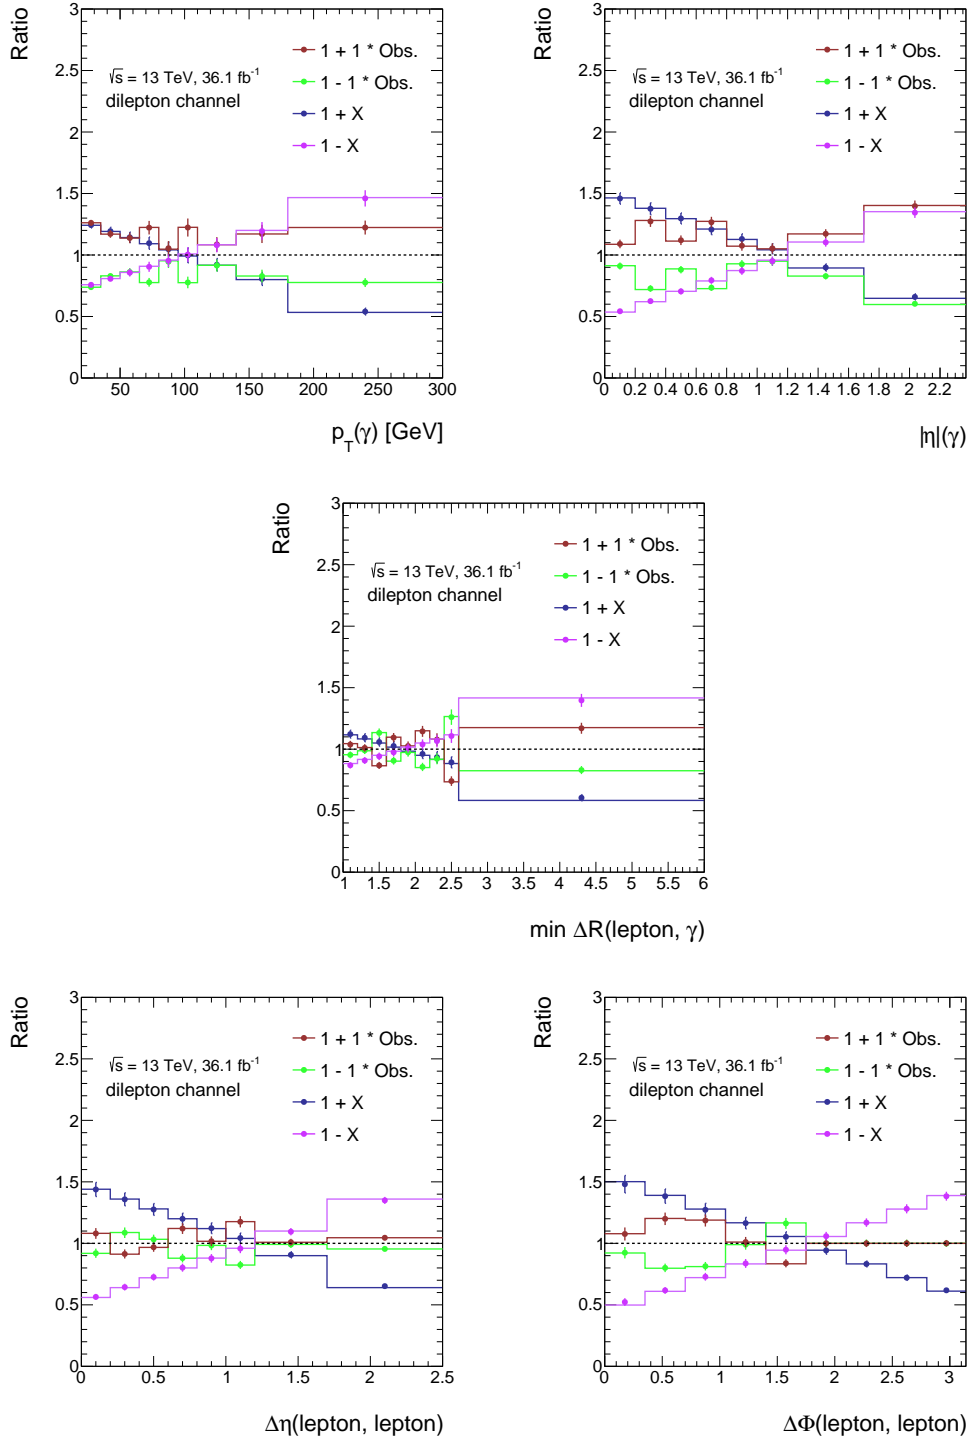 Ratio
3
2.5
2
1.5
1
0.5
0
√s = 13 TeV, 36.1 fb⁻¹
dilepton channel
1 + 1 * Obs.
1 - 1 * Obs.
1 + X
1 - X
50 100 150 200 250 300
p_T(γ) [GeV]
Ratio
3
2.5
2
1.5
1
0.5
0
√s = 13 TeV, 36.1 fb⁻¹
dilepton channel
1 + 1 * Obs.
1 - 1 * Obs.
1 + X
1 - X
0 0.2 0.4 0.6 0.8 1 1.2 1.4 1.6 1.8 2 2.2
|η|(γ)
Ratio
3
2.5
2
1.5
1
0.5
0
√s = 13 TeV, 36.1 fb⁻¹
dilepton channel
1 + 1 * Obs.
1 - 1 * Obs.
1 + X
1 - X
1 1.5 2 2.5 3 3.5 4 4.5 5 5.5 6
min ΔR(lepton, γ)
Ratio
3
2.5
2
1.5
1
0.5
0
√s = 13 TeV, 36.1 fb⁻¹
dilepton channel
1 + 1 * Obs.
1 - 1 * Obs.
1 + X
1 - X
0 0.5 1 1.5 2 2.5
Δη(lepton, lepton)
Ratio
3
2.5
2
1.5
1
0.5
0
√s = 13 TeV, 36.1 fb⁻¹
dilepton channel
1 + 1 * Obs.
1 - 1 * Obs.
1 + X
1 - X
0 0.5 1 1.5 2 2.5 3
ΔΦ(lepton, lepton)